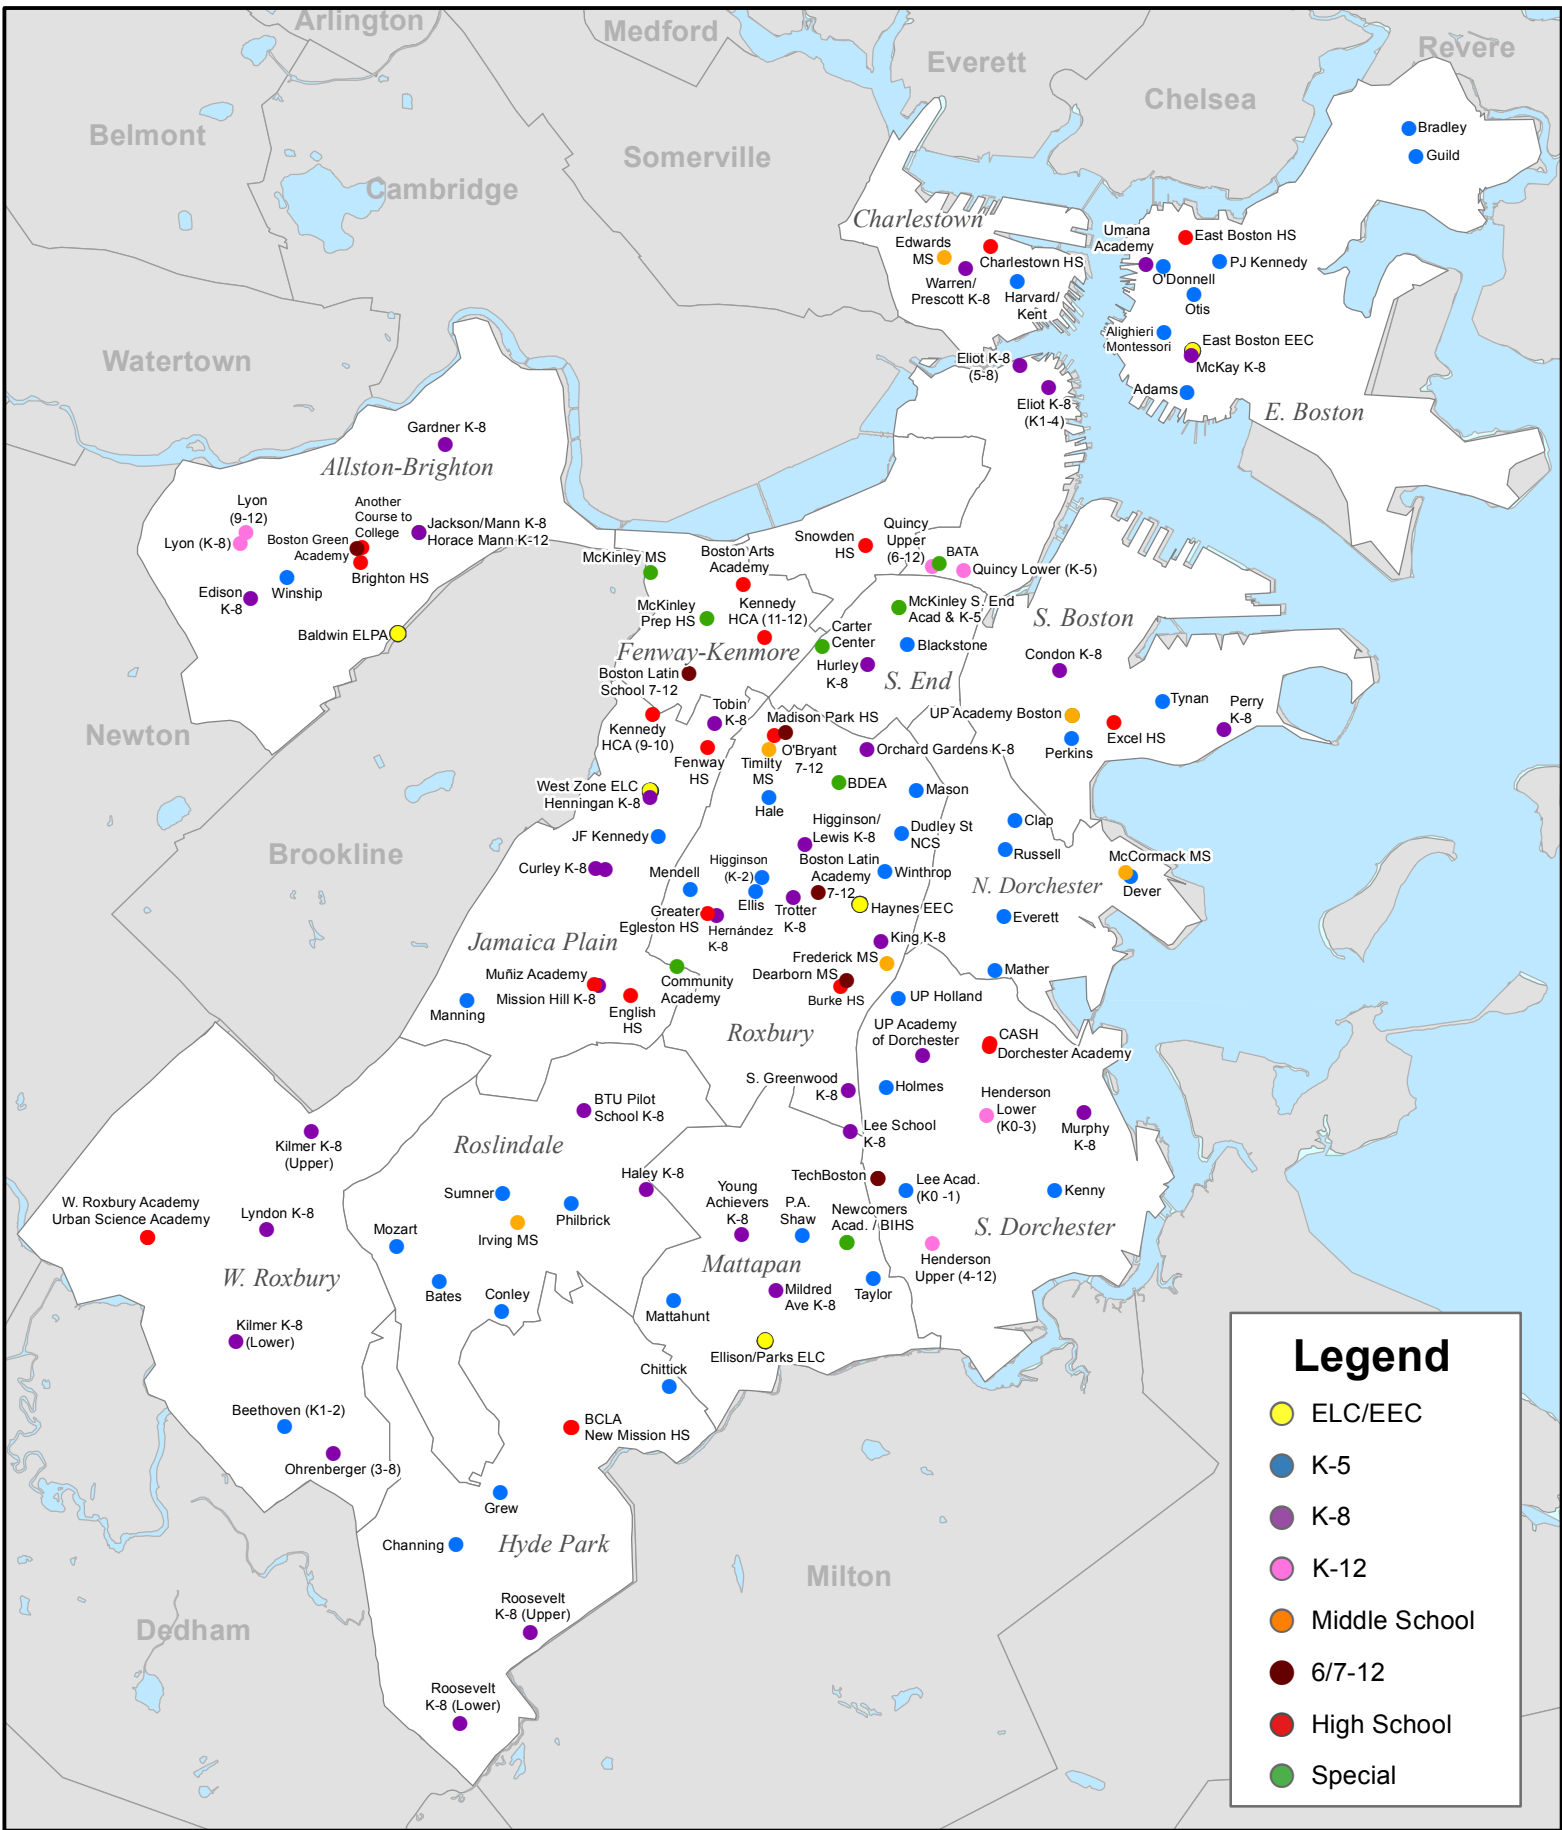 Arlington
Medford
Everett
Revere
Chelsea
Belmont
Somerville
Cambridge
Watertown
Newton
Brookline
Dedham
Milton
Bradley
Guild
Charlestown
Edwards
MS
Charlestown HS
Warren/
Prescott K-8
Harvard/
Kent
Umana
Academy
East Boston HS
PJ Kennedy
O'Donnell
Otis
Alighieri
Montessori
East Boston EEC
McKay K-8
Adams
E. Boston
Eliot K-8
(5-8)
Eliot K-8
(K1-4)
Gardner K-8
Allston-Brighton
Lyon
(9-12)
Lyon (K-8)
Another
Course to
College
Boston Green
Academy
Brighton HS
Jackson/Mann K-8
Horace Mann K-12
Edison
K-8
Winship
Baldwin ELPA
McKinley MS
Boston Arts
Academy
Snowden
HS
Quincy
Upper
(6-12)
BATA
Quincy Lower (K-5)
McKinley
Prep HS
Kennedy
HCA (11-12)
McKinley S. End
Acad & K-5
Carter
Center
Blackstone
Fenway-Kenmore
Hurley
K-8
S. End
Boston Latin
School 7-12
S. Boston
Condon K-8
Tynan
Perry
K-8
UP Academy Boston
Excel HS
Perkins
Kennedy
HCA (9-10)
Tobin
K-8
Fenway
HS
Madison Park HS
O'Bryant
7-12
Timilty
MS
Orchard Gardens K-8
West Zone ELC
Henningan K-8
Hale
BDEA
Mason
JF Kennedy
Higginson/
Lewis K-8
Dudley St
NCS
Clap
Russell
Curley K-8
Mendell
Higginson
(K-2)
Ellis
Boston Latin
Academy
7-12
Winthrop
Trotter
K-8
Haynes EEC
McCormack MS
Dever
N. Dorchester
Everett
Greater
Egleston HS
Hernández
K-8
King K-8
Jamaica Plain
Frederick MS
Dearborn MS
Burke HS
Mather
Muñiz Academy
Mission Hill K-8
English
HS
Community
Academy
Manning
Roxbury
UP Holland
UP Academy
of Dorchester
CASH
Dorchester Academy
S. Greenwood
K-8
Holmes
Henderson
Lower
(K0-3)
Murphy
K-8
BTU Pilot
School K-8
Lee School
K-8
Roslindale
Kilmer K-8
(Upper)
Haley K-8
TechBoston
Lee Acad.
(K0 -1)
Kenny
W. Roxbury Academy
Urban Science Academy
Lyndon K-8
Sumner
Philbrick
Irving MS
Young
Achievers
K-8
P.A.
Shaw
Newcomers
Acad. / BIHS
S. Dorchester
Henderson
Upper (4-12)
Mozart
Bates
Conley
W. Roxbury
Mattapan
Mildred
Ave K-8
Taylor
Mattahunt
Ellison/Parks ELC
Kilmer K-8
(Lower)
Chittick
Beethoven (K1-2)
Ohrenberger (3-8)
BCLA
New Mission HS
Grew
Channing
Hyde Park
Roosevelt
K-8 (Upper)
Roosevelt
K-8 (Lower)
Legend
ELC/EEC
K-5
K-8
K-12
Middle School
6/7-12
High School
Special